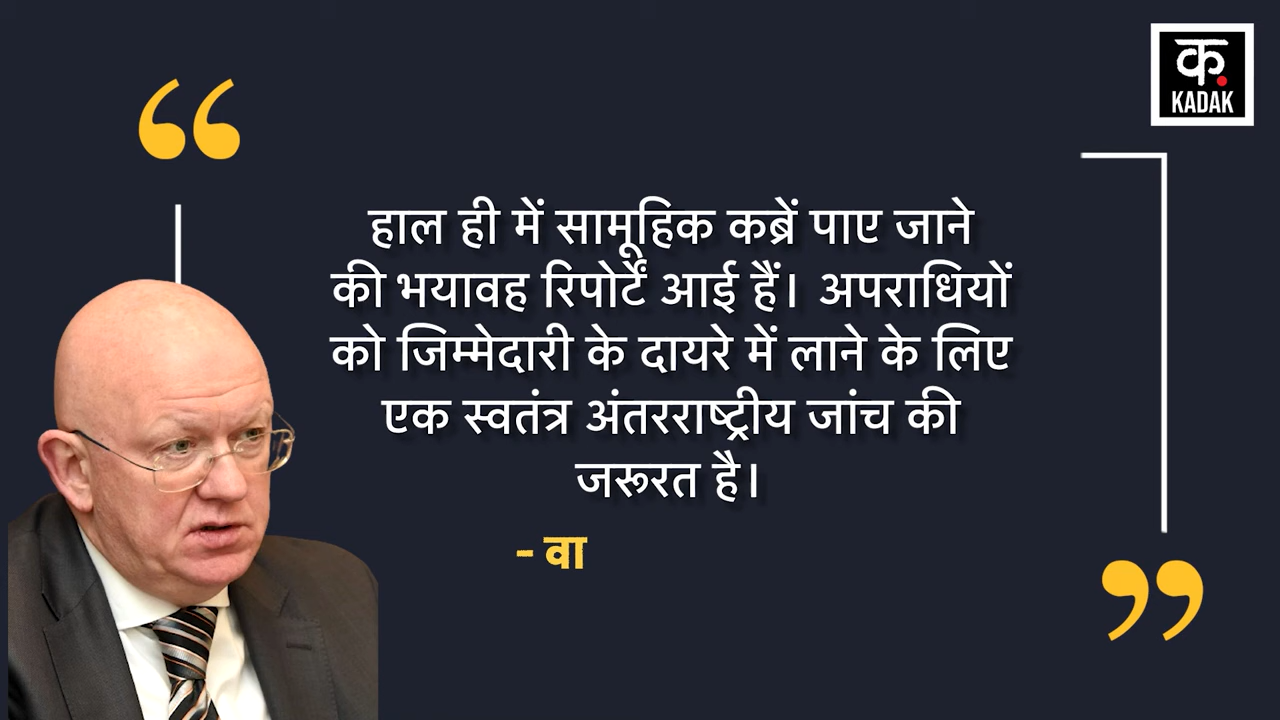 क
KADAK
“
हाल ही में सामूहिक कब्रें पाए जाने
की भयावह रिपोर्टें आई हैं। अपराधियों
को जिम्मेदारी के दायरे में लाने के लिए
एक स्वतंत्र अंतरराष्ट्रीय जांच की
जरूरत है।
- वा
”